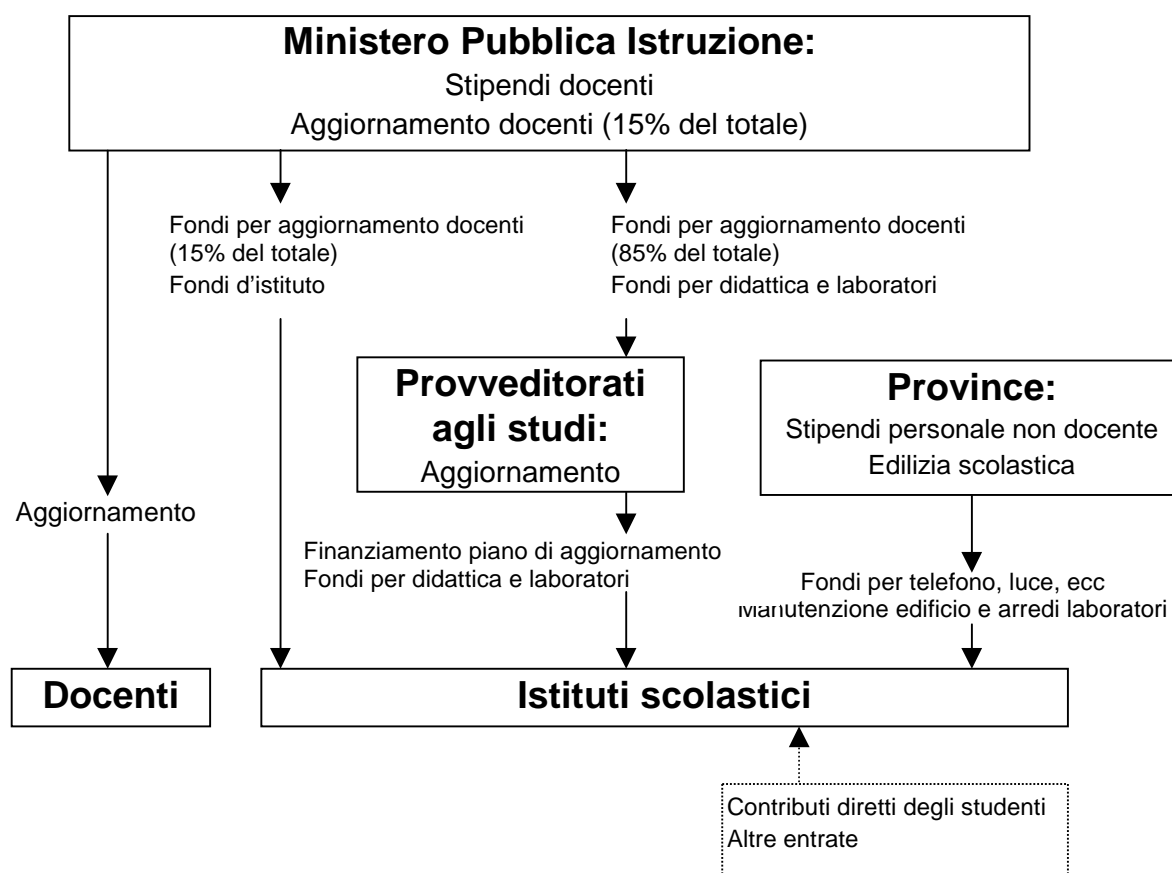 Ministero Pubblica Istruzione:
Stipendi docenti
Aggiornamento docenti (15% del totale)
Fondi per aggiornamento docenti
(15% del totale)
Fondi d'istituto
Fondi per aggiornamento docenti
(85% del totale)
Fondi per didattica e laboratori
Provveditorati
agli studi:
Aggiornamento
Province:
Stipendi personale non docente
Edilizia scolastica
Aggiornamento
Finanziamento piano di aggiornamento
Fondi per didattica e laboratori
Fondi per telefono, luce, ecc
Manutenzione edificio e arredi laboratori
Docenti
Istituti scolastici
Contributi diretti degli studenti
Altre entrate